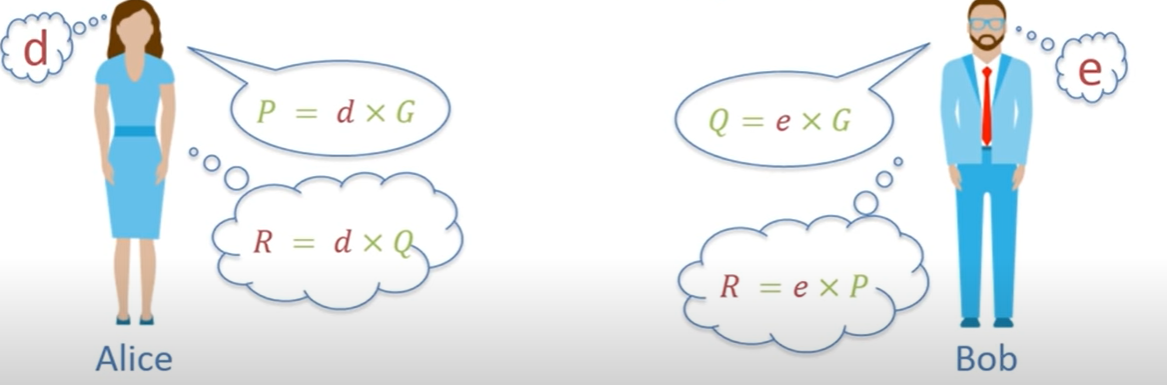 d
P = d × G
R = d × Q
Alice
Q = e × G
e
R = e × P
Bob